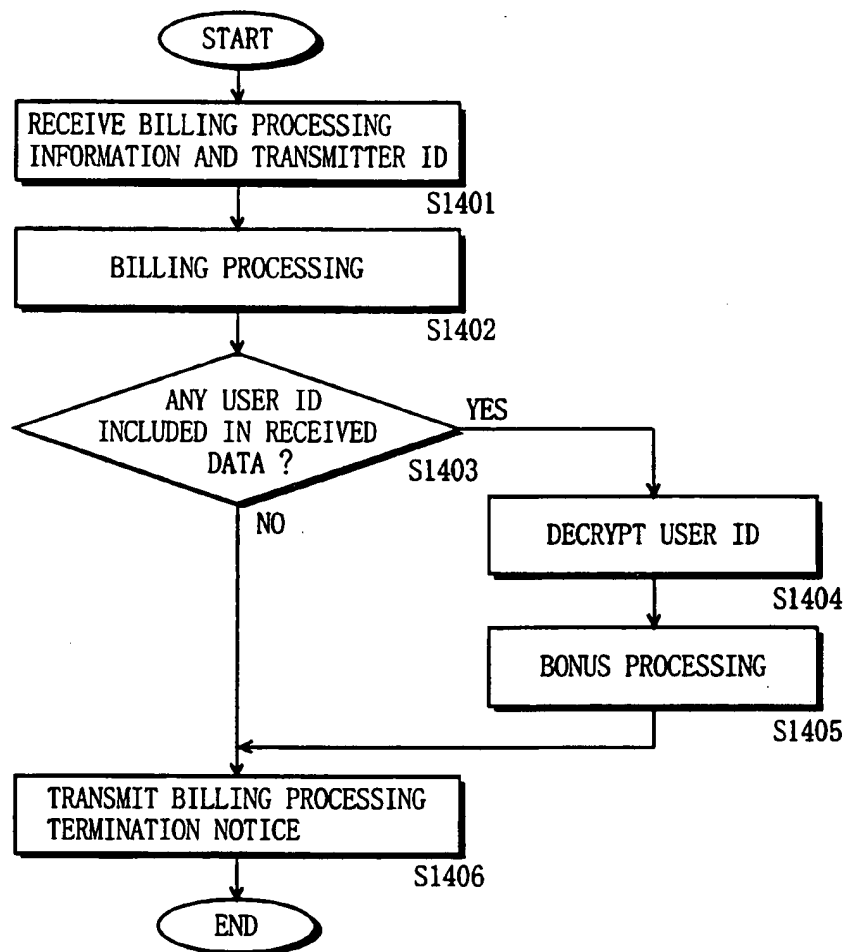 START
RECEIVE BILLING PROCESSING
INFORMATION AND TRANSMITTER ID
S1401
BILLING PROCESSING
S1402
ANY USER ID
INCLUDED IN RECEIVED
DATA ?
S1403
YES
NO
DECRYPT USER ID
S1404
BONUS PROCESSING
S1405
TRANSMIT BILLING PROCESSING
TERMINATION NOTICE
S1406
END